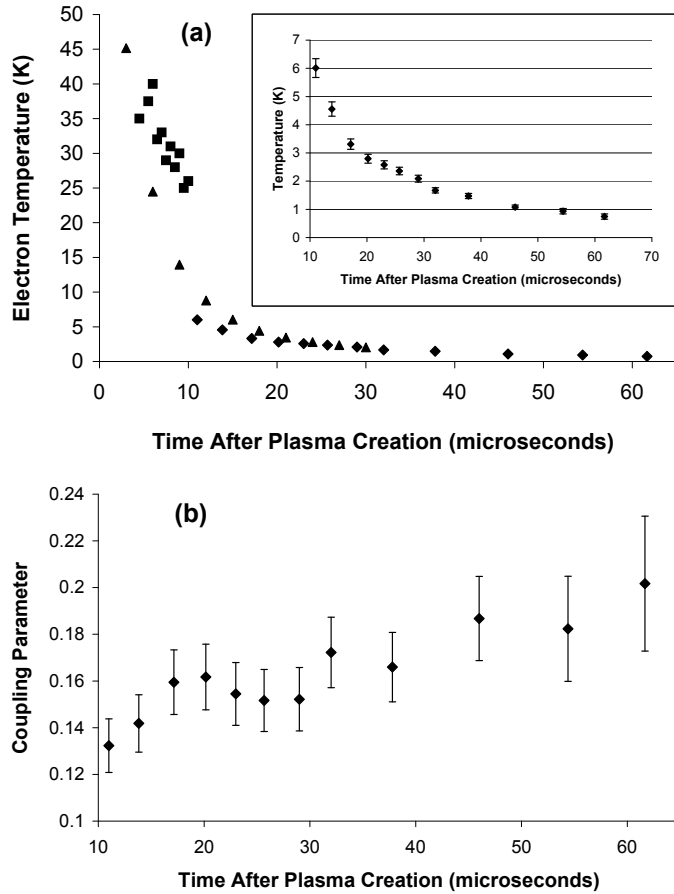 (a)
Electron Temperature (K)
50
45
40
35
30
25
20
15
10
5
0
0 10 20 30 40 50 60
Time After Plasma Creation (microseconds)
Temperature (K)
7
6
5
4
3
2
1
0
10 20 30 40 50 60 70
Time After Plasma Creation (microseconds)
(b)
Coupling Parameter
0.24
0.22
0.2
0.18
0.16
0.14
0.12
0.1
10 20 30 40 50 60
Time After Plasma Creation (microseconds)